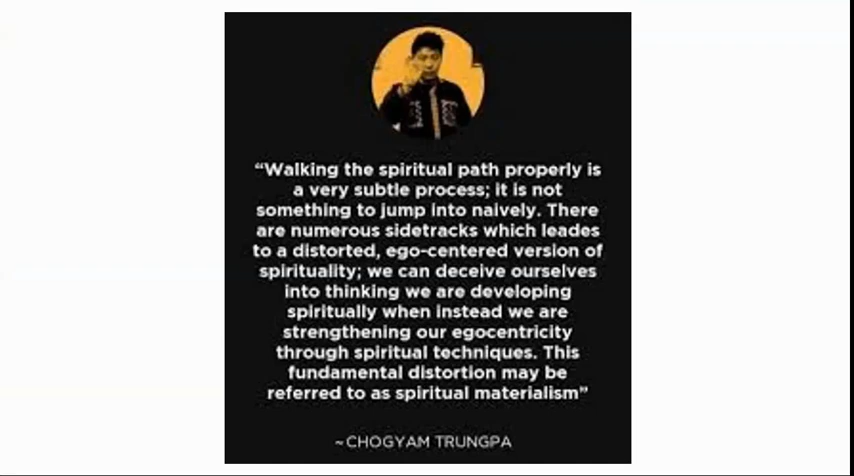 “Walking the spiritual path properly is
a very subtle process; it is not
something to jump into naively. There
are numerous sidetracks which leades
to a distorted, ego-centered version of
spirituality; we can deceive ourselves
into thinking we are developing
spiritually when instead we are
strengthening our egocentricity
through spiritual techniques. This
fundamental distortion may be
referred to as spiritual materialism”
~CHOGYAM TRUNGPA